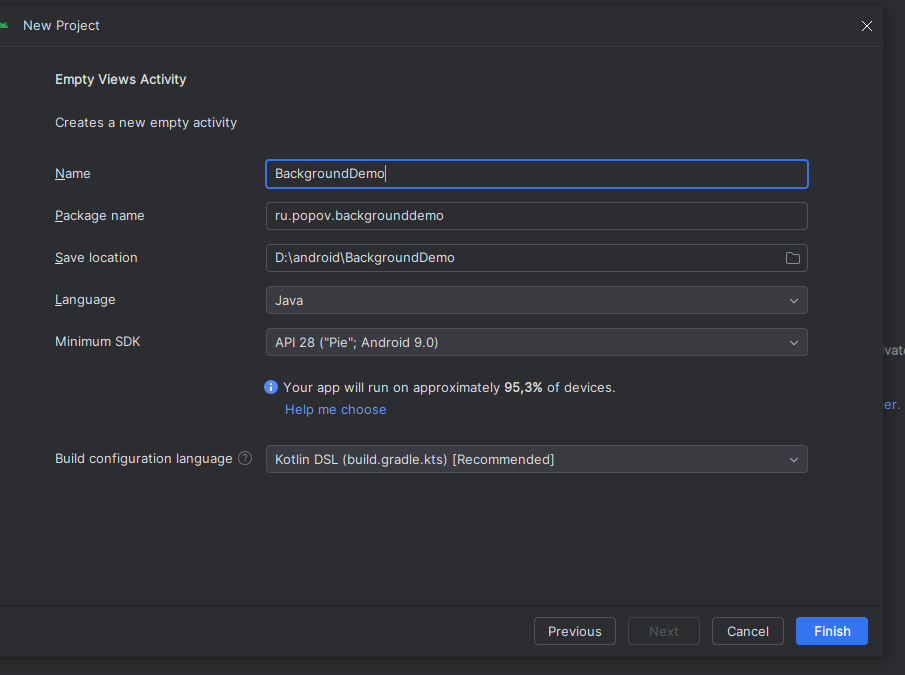 New Project
Empty Views Activity
Creates a new empty activity
Name BackgroundDemo
Package name ru.popov.backgrounddemo
Save location D:\android\BackgroundDemo
Language Java
Minimum SDK API 28 ("Pie"; Android 9.0)
Your app will run on approximately 95,3% of devices.
Help me choose
Build configuration language ? Kotlin DSL (build.gradle.kts) [Recommended]
Previous Next Cancel Finish